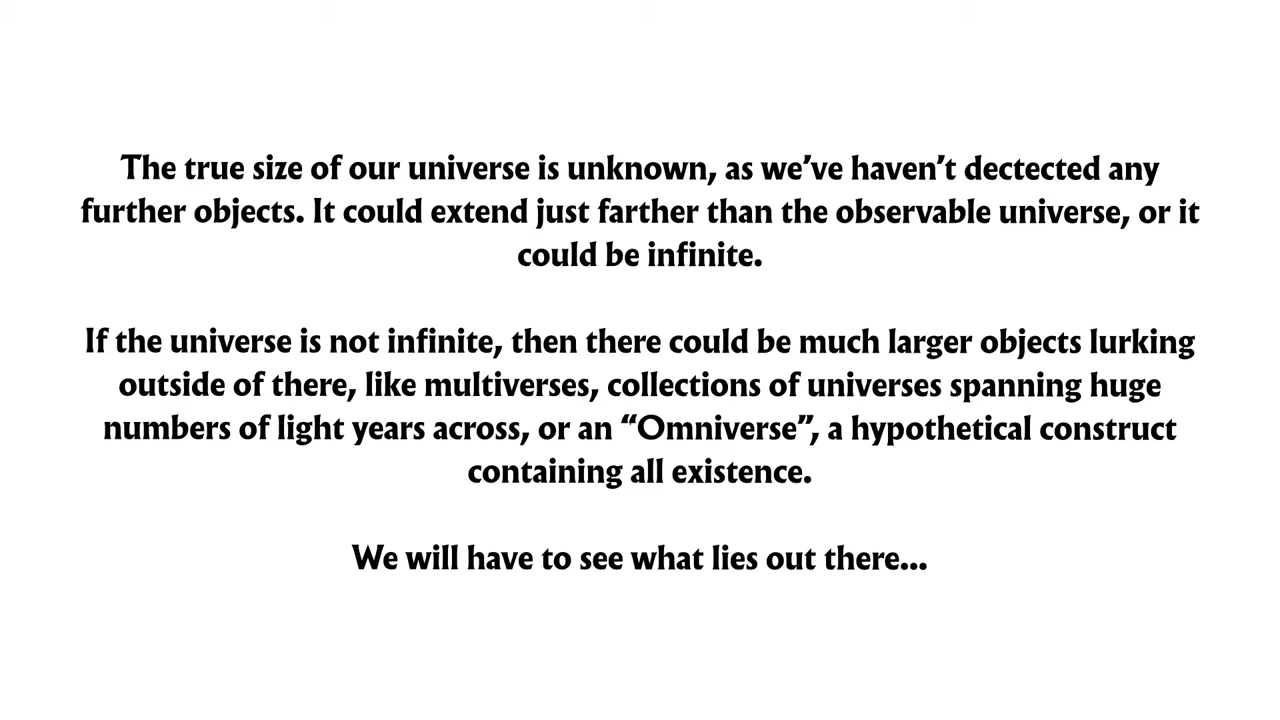 The true size of our universe is unknown, as we’ve haven’t dectected any
further objects. It could extend just farther than the observable universe, or it
could be infinite.
If the universe is not infinite, then there could be much larger objects lurking
outside of there, like multiverses, collections of universes spanning huge
numbers of light years across, or an “Omniverse”, a hypothetical construct
containing all existence.
We will have to see what lies out there...